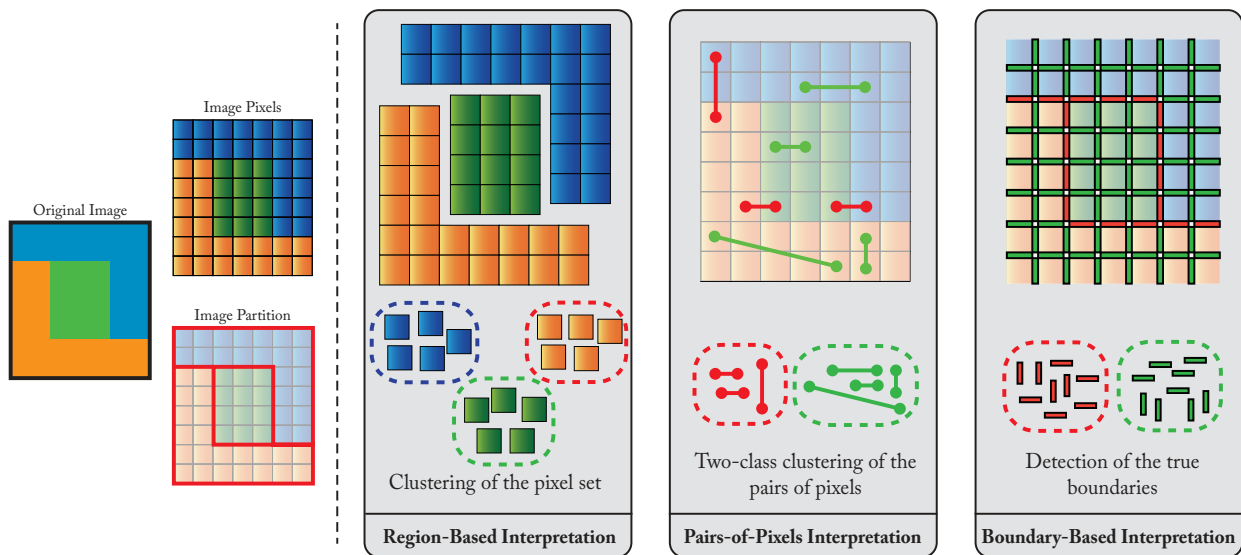 Original Image
Image Pixels
Image Partition
Clustering of the pixel set
Region-Based Interpretation
Two-class clustering of the
pairs of pixels
Pairs-of-Pixels Interpretation
Detection of the true
boundaries
Boundary-Based Interpretation